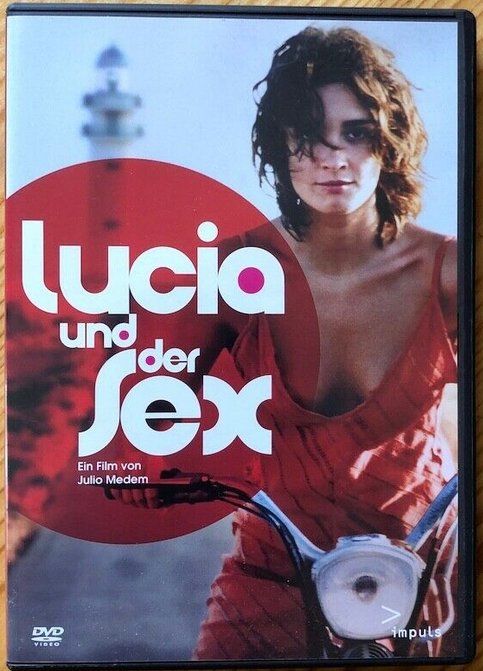 Lucia
und der
Sex
Ein Film von
Julio Medem
DVD
VIDEO
>
impuls